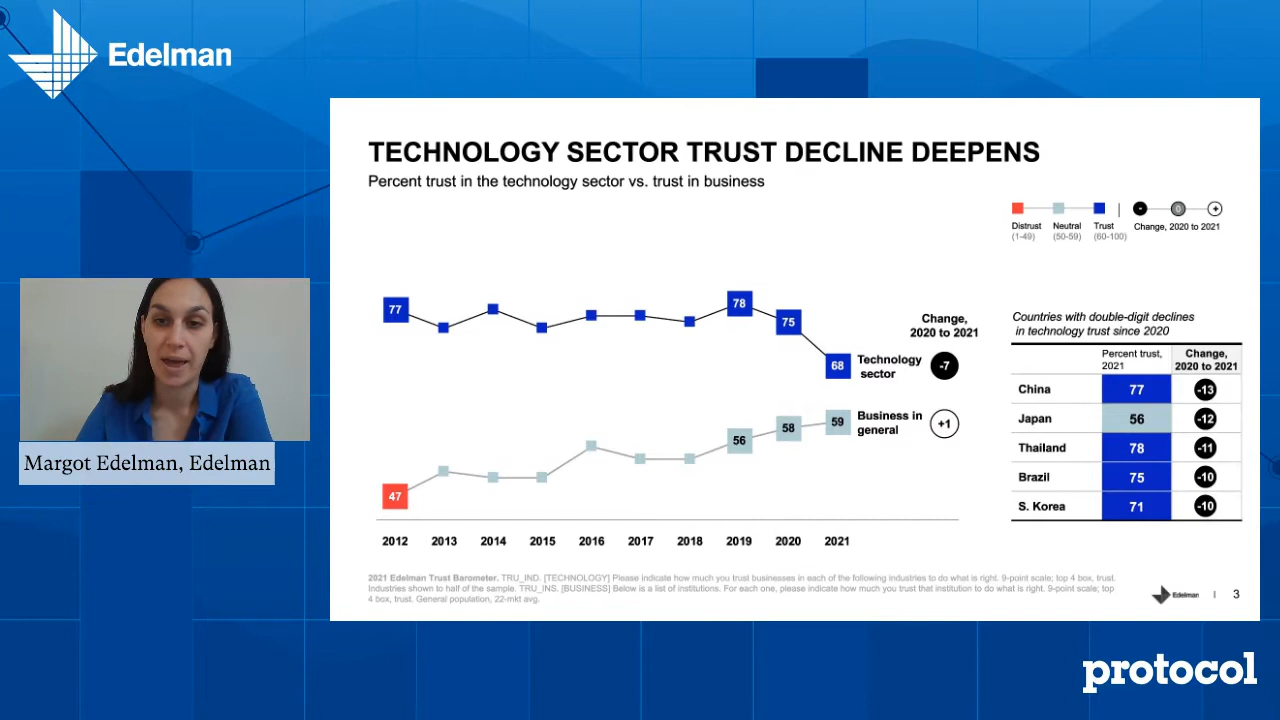 Edelman
TECHNOLOGY SECTOR TRUST DECLINE DEEPENS
Percent trust in the technology sector vs. trust in business
Distrust
(1-49)
Neutral
(50-59)
Trust
(60-100)
- 0 +
Change, 2020 to 2021
77
78
75
68
Technology
sector
Change,
2020 to 2021
-7
47
56
58
59
Business in
general
+1
2012 2013 2014 2015 2016 2017 2018 2019 2020 2021
Countries with double-digit declines
in technology trust since 2020
Percent trust,
2021
Change,
2020 to 2021
China 77 -13
Japan 56 -12
Thailand 78 -11
Brazil 75 -10
S. Korea 71 -10
2021 Edelman Trust Barometer. TRU_IND. [TECHNOLOGY] Please indicate how much you trust businesses in each of the following industries to do what is right. 9-point scale; top 4 box, trust.
Industries shown to half of the sample. TRU_INS. [BUSINESS] Below is a list of institutions. For each one, please indicate how much you trust that institution to do what is right. 9-point scale; top
4 box, trust. General population, 22-mkt avg.
Edelman | 3
Margot Edelman, Edelman
protocol